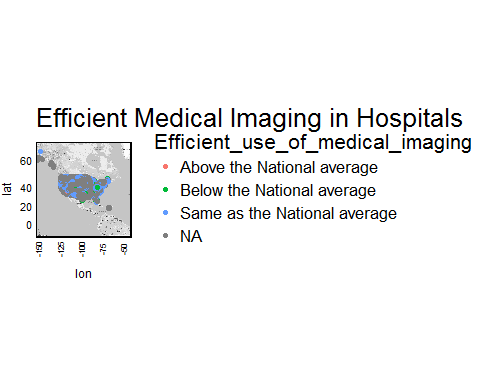 Efficient Medical Imaging in Hospitals
Efficient_use_of_medical_imaging
Above the National average
Below the National average
Same as the National average
NA
lat
60
40
20
0
-150
-125
-100
-75
-50
lon